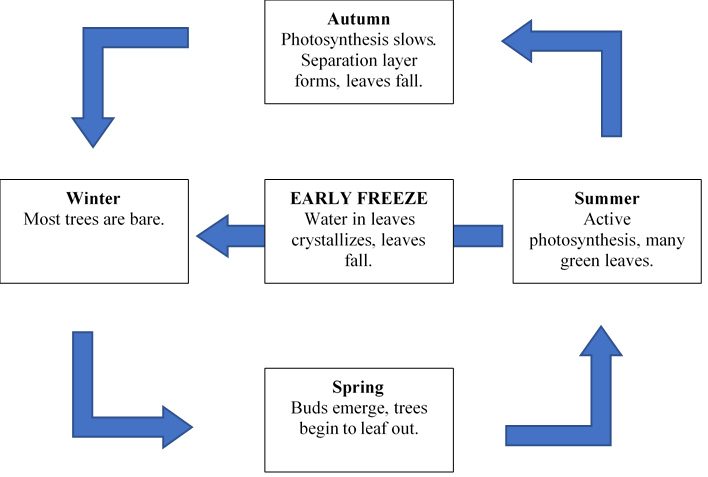 Autumn
Photosynthesis slows.
Separation layer
forms, leaves fall.
Winter
Most trees are bare.
EARLY FREEZE
Water in leaves
crystallizes, leaves
fall.
Summer
Active
photosynthesis, many
green leaves.
Spring
Buds emerge, trees
begin to leaf out.